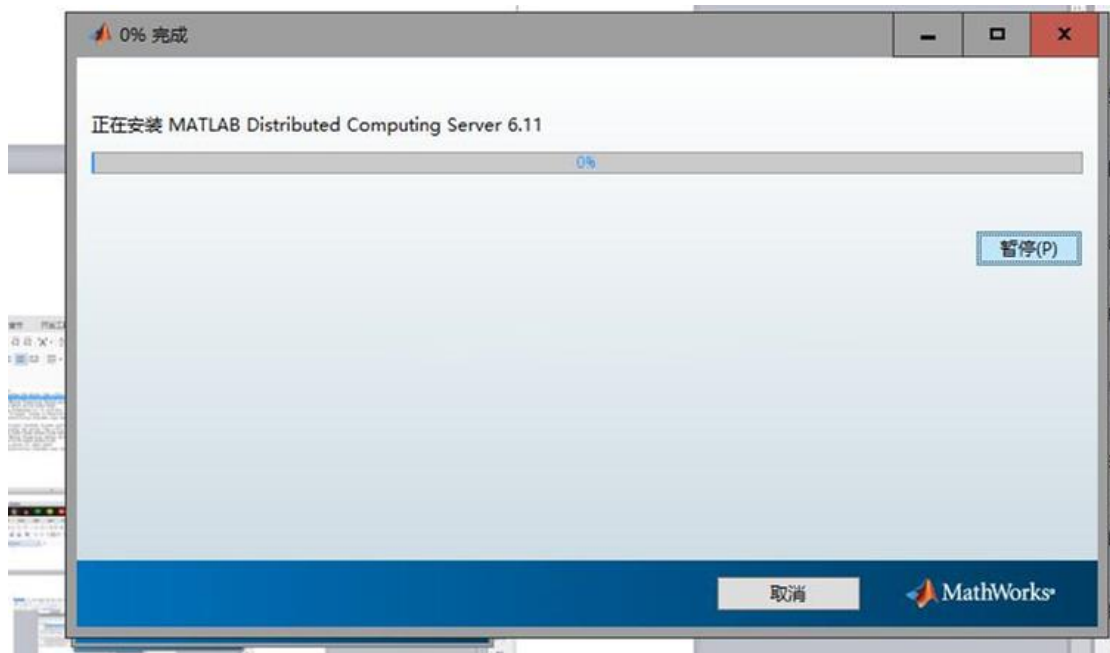 0% 完成
正在安装 MATLAB Distributed Computing Server 6.11
0%
暂停(P)
取消
MathWorks